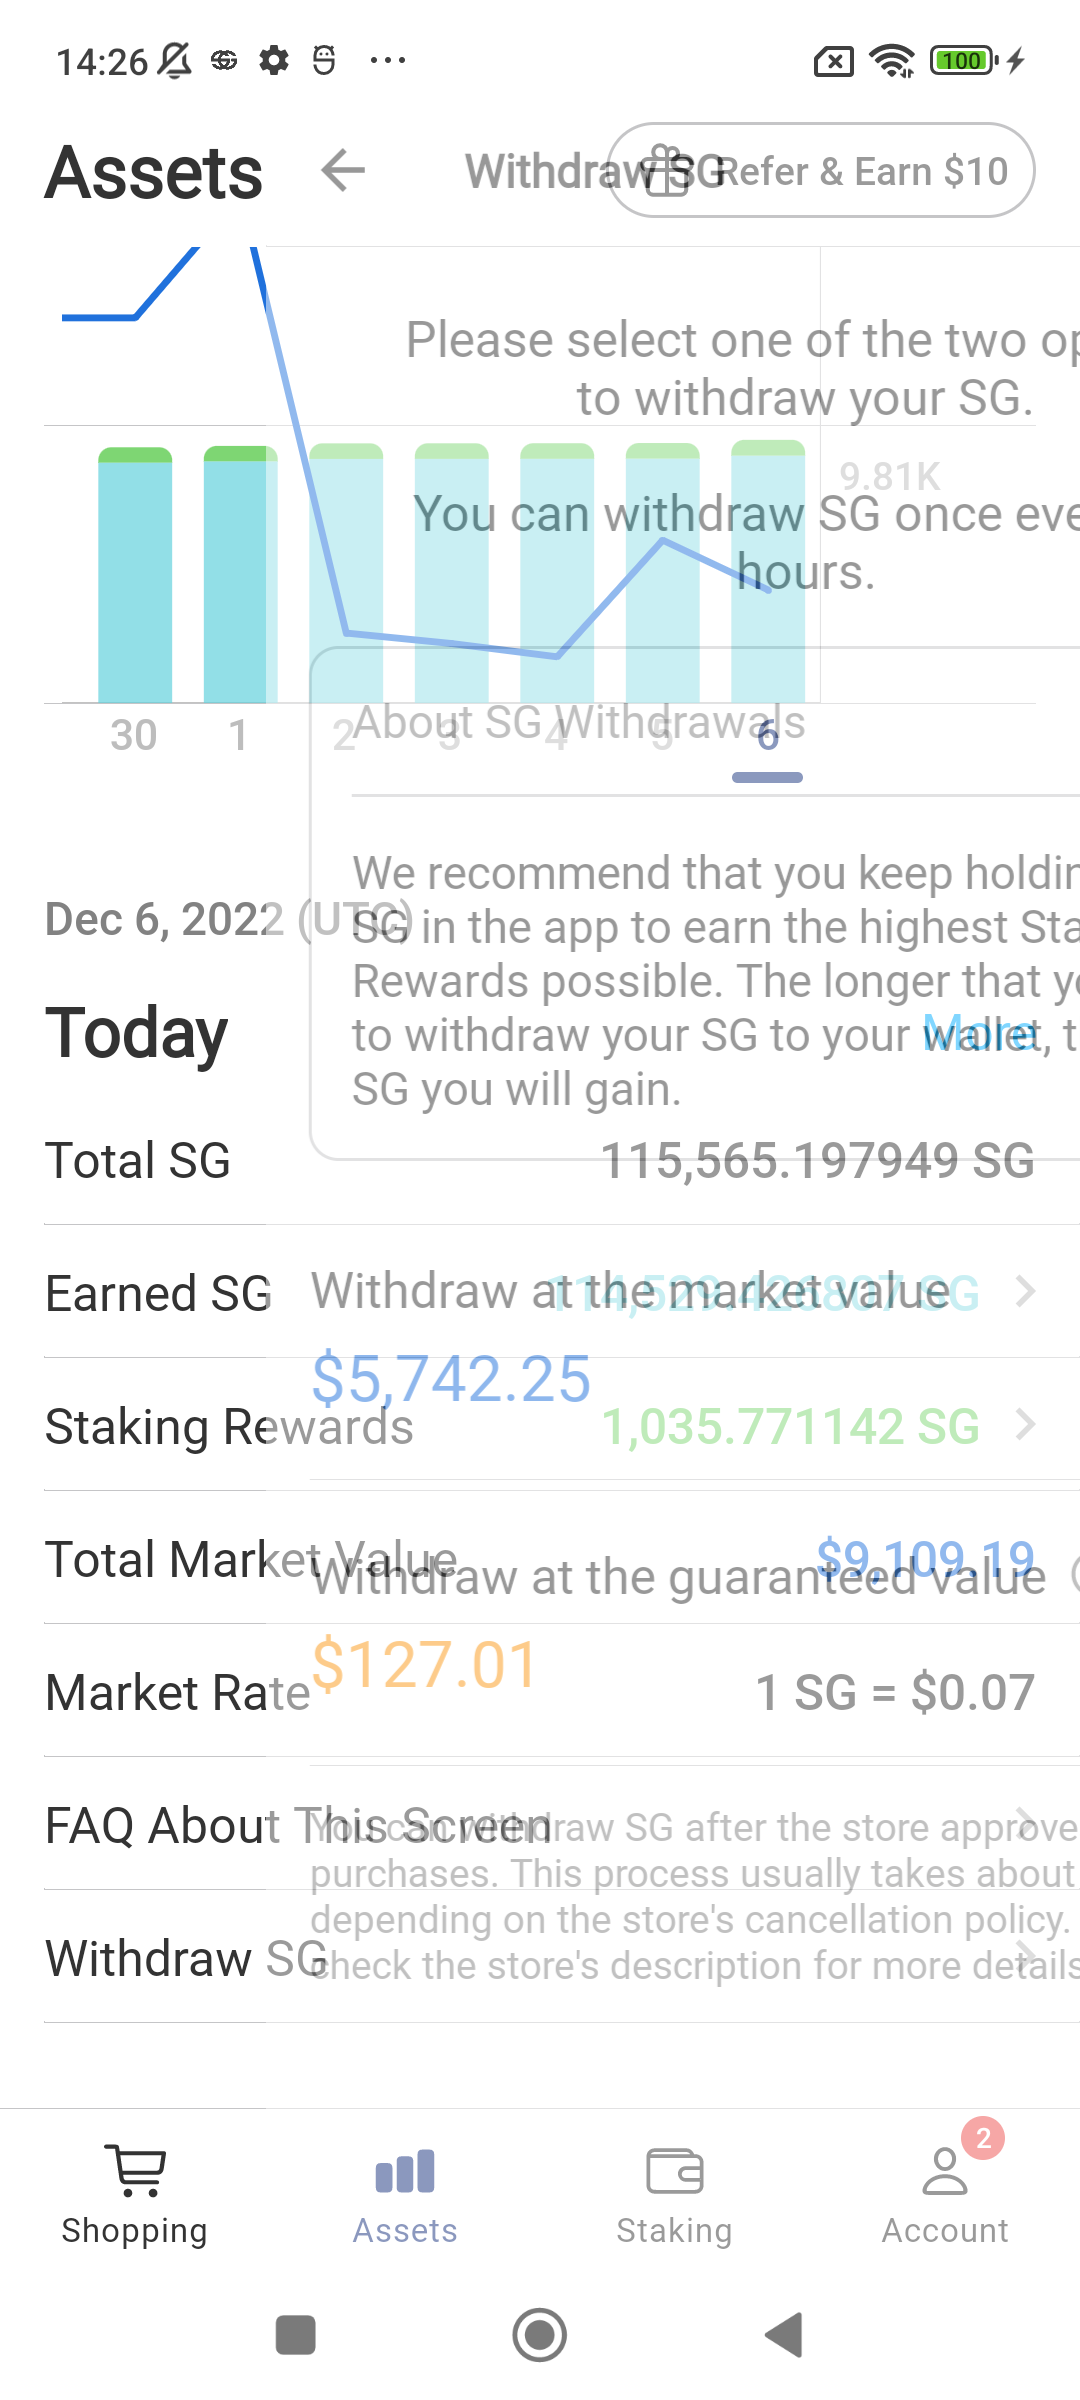 14:26
100
Assets
Withdraw SG
Refer & Earn $10
Please select one of the two
to withdraw your SG.
9.81K
You can withdraw SG once
hours.
30 1 2 3 4 5 6
About SG Withdrawals
We recommend that you keep
SG in the app to earn the highest
Rewards possible. The longer that
to withdraw your SG to your wallet,
SG you will gain.
Dec 6, 2022 (UTC)
Today
More
Total SG
115,565.197949 SG
Earned SG
114,529.426807 SG
Withdraw at the market value
$5,742.25
Staking Rewards
1,035.771142 SG
Total Market Value
$9,109.19
Withdraw at the guaranteed value
$127.01
Market Rate
1 SG = $0.07
FAQ About This Screen
You can withdraw SG after the store
purchases. This process usually takes about
depending on the store's cancellation policy.
check the store's description for more details
Withdraw SG
2
Shopping
Assets
Staking
Account